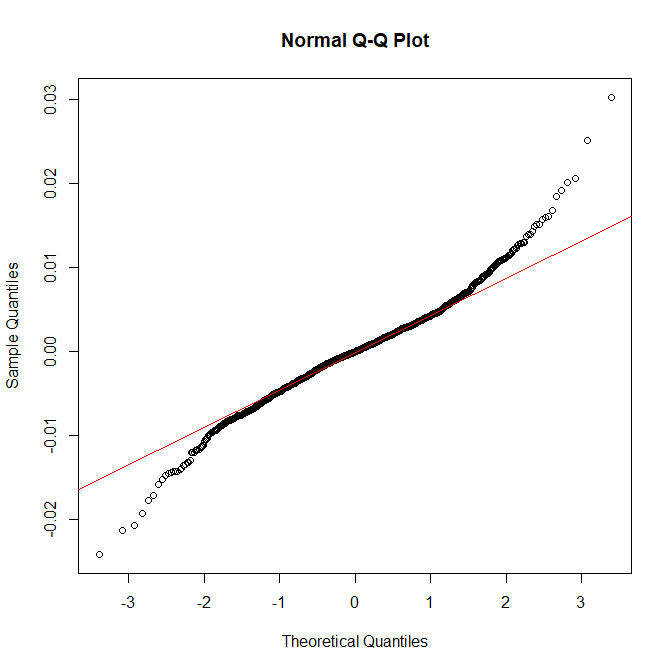 Normal Q-Q Plot
Sample Quantiles
0.03
0.02
0.01
0.00
-0.01
-0.02
-3 -2 -1 0 1 2 3
Theoretical Quantiles